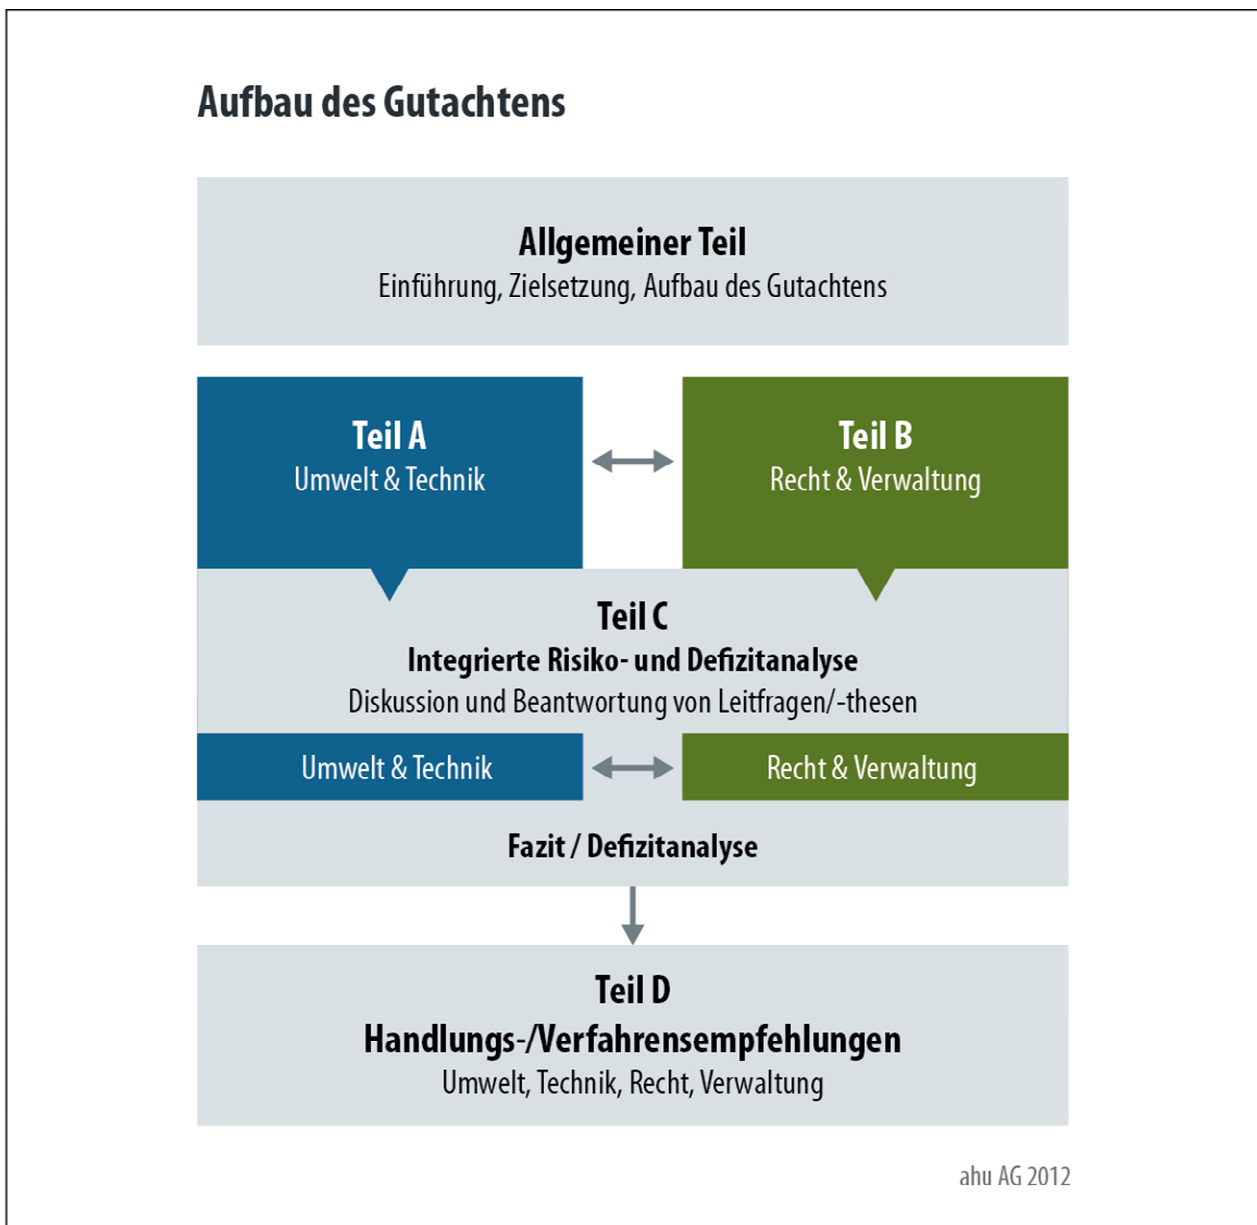 Aufbau des Gutachtens
Allgemeiner Teil
Einführung, Zielsetzung, Aufbau des Gutachtens
Teil A
Umwelt & Technik
Teil B
Recht & Verwaltung
Teil C
Integrierte Risiko- und Defizitanalyse
Diskussion und Beantwortung von Leitfragen/-thesen
Umwelt & Technik
Recht & Verwaltung
Fazit / Defizitanalyse
Teil D
Handlungs-/Verfahrensempfehlungen
Umwelt, Technik, Recht, Verwaltung
ahu AG 2012